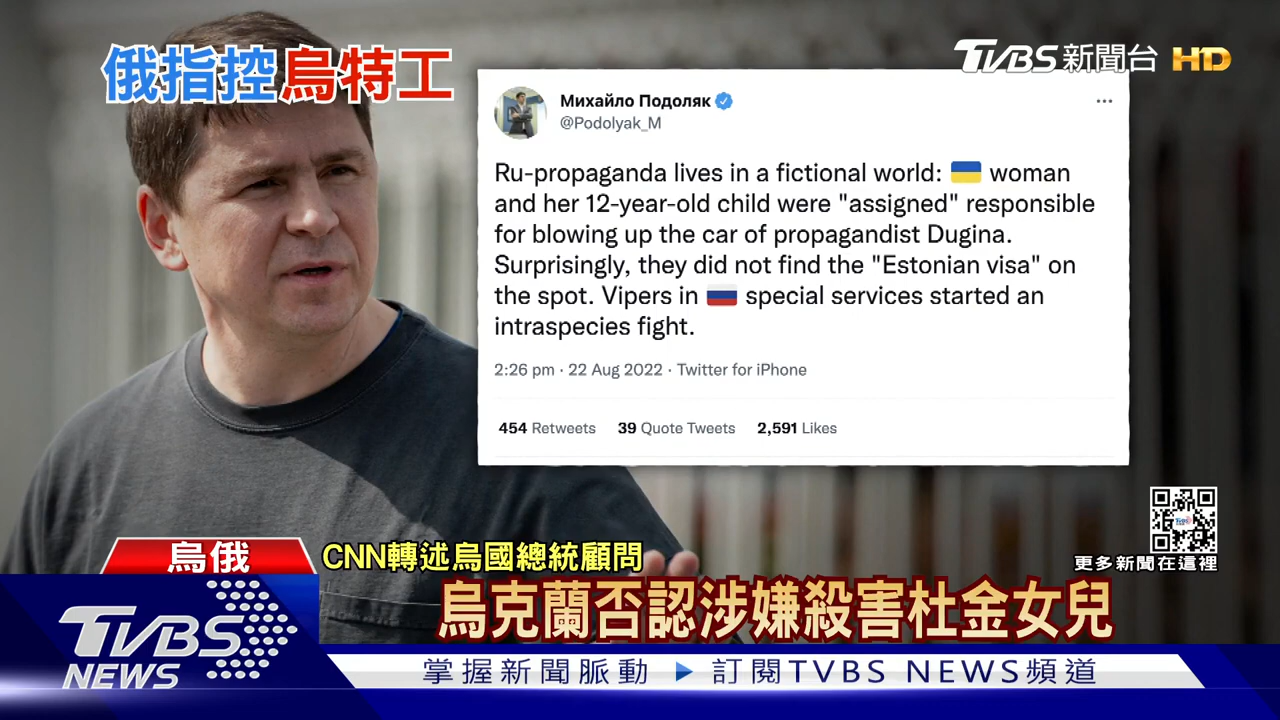 俄指控烏特工
TVBS新聞台 HD
Михайло Подоляк
@Podolyak_M
Ru-propaganda lives in a fictional world: 🇺🇦 woman
and her 12-year-old child were "assigned" responsible
for blowing up the car of propagandist Dugina.
Surprisingly, they did not find the "Estonian visa" on
the spot. Vipers in 🇷🇺 special services started an
intraspecies fight.
2:26 pm · 22 Aug 2022 · Twitter for iPhone
454 Retweets 39 Quote Tweets 2,591 Likes
更多新聞在這裡
烏俄
CNN轉述烏國總統顧問
烏克蘭否認涉嫌殺害杜金女兒
TVBS
NEWS
掌握新聞脈動 ▶ 訂閱TVBS NEWS頻道